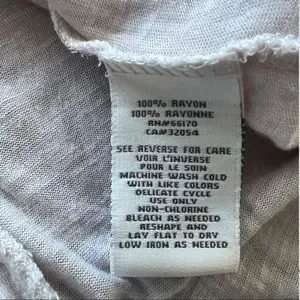 100% RAYON
100% RAYONNE
RN#66170
CA#32054
SEE REVERSE FOR CARE
VOIR L'INVERSE
POUR LE SOIN
MACHINE WASH COLD
WITH LIKE COLORS
DELICATE CYCLE
USE ONLY
NON-CHLORINE
BLEACH AS NEEDED
RESHAPE AND
LAY FLAT TO DRY
LOW IRON AS NEEDED